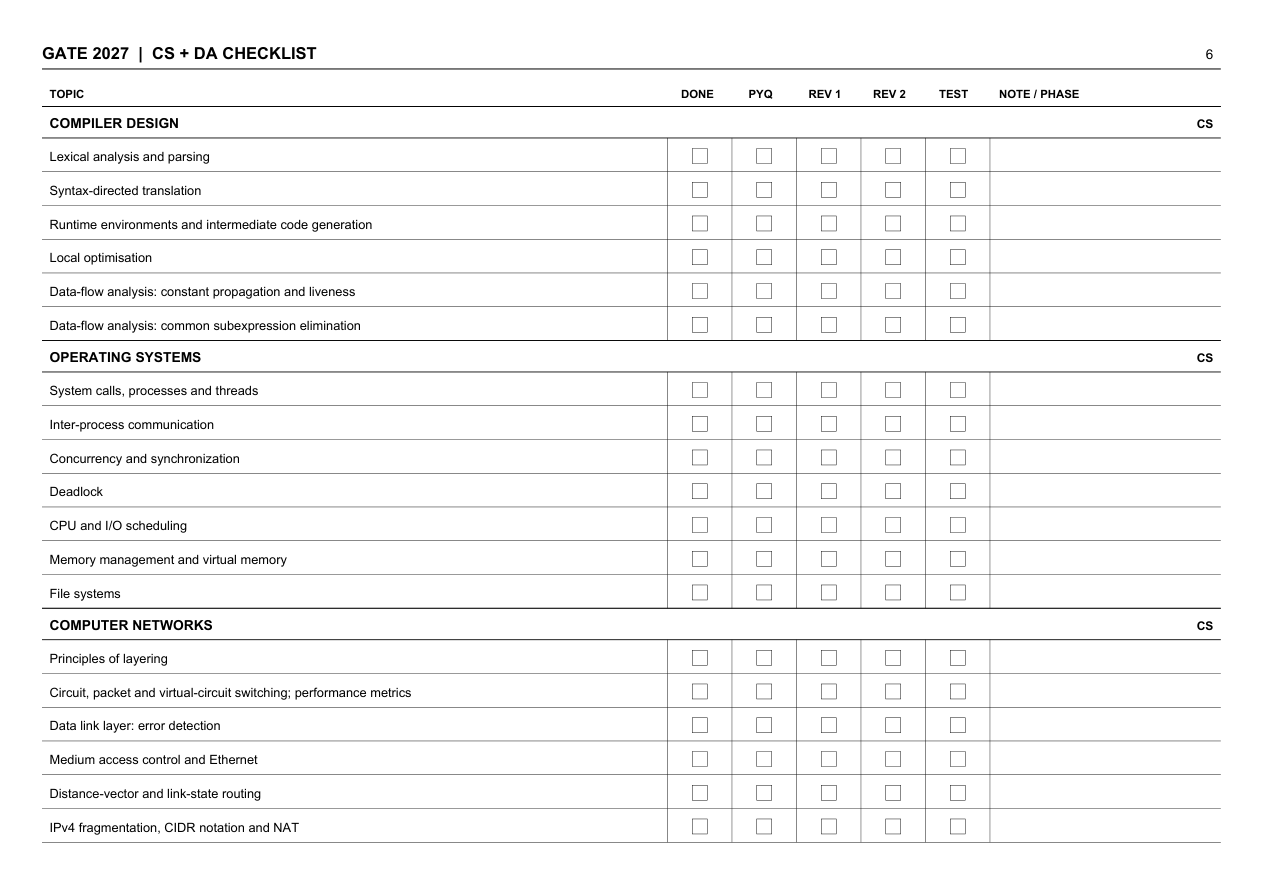 GATE 2027 | CS + DA CHECKLIST 6
TOPIC DONE PYQ REV 1 REV 2 TEST NOTE / PHASE
COMPILER DESIGN CS
Lexical analysis and parsing
Syntax-directed translation
Runtime environments and intermediate code generation
Local optimisation
Data-flow analysis: constant propagation and liveness
Data-flow analysis: common subexpression elimination
OPERATING SYSTEMS CS
System calls, processes and threads
Inter-process communication
Concurrency and synchronization
Deadlock
CPU and I/O scheduling
Memory management and virtual memory
File systems
COMPUTER NETWORKS CS
Principles of layering
Circuit, packet and virtual-circuit switching; performance metrics
Data link layer: error detection
Medium access control and Ethernet
Distance-vector and link-state routing
IPv4 fragmentation, CIDR notation and NAT